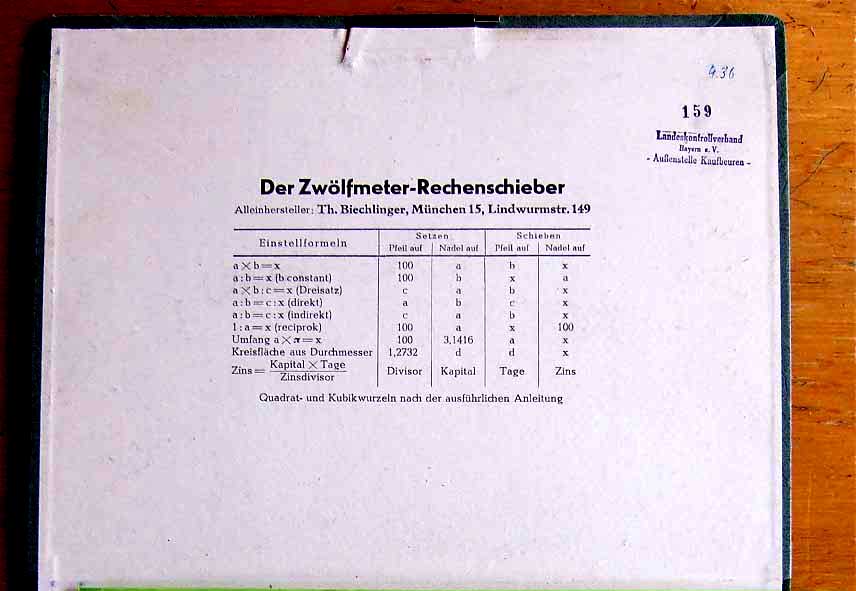 9.36
159
Landeskontrollverband
Bayern e. V.
- Außenstelle Kaufbeuren -
Der Zwölfmeter-Rechenschieber
Alleinhersteller: Th. Biechlinger, München 15, Lindwurmstr. 149
Einstellformeln Setzen Schieben
Pfeil auf Nadel auf Pfeil auf Nadel auf
a × b = x 100 a b x
a : b = x (b constant) 100 b x a
a × b : c = x (Dreisatz) c a b x
a : b = c : x (direkt) a b c x
a : b = c : x (indirekt) c a b x
1 : a = x (reciprok) 100 a x 100
Umfang a × π = x 100 3,1416 a x
Kreisfläche aus Durchmesser 1,2732 d d x
Zins = Kapital × Tage / Zinsdivisor Divisor Kapital Tage Zins
Quadrat- und Kubikwurzeln nach der ausführlichen Anleitung